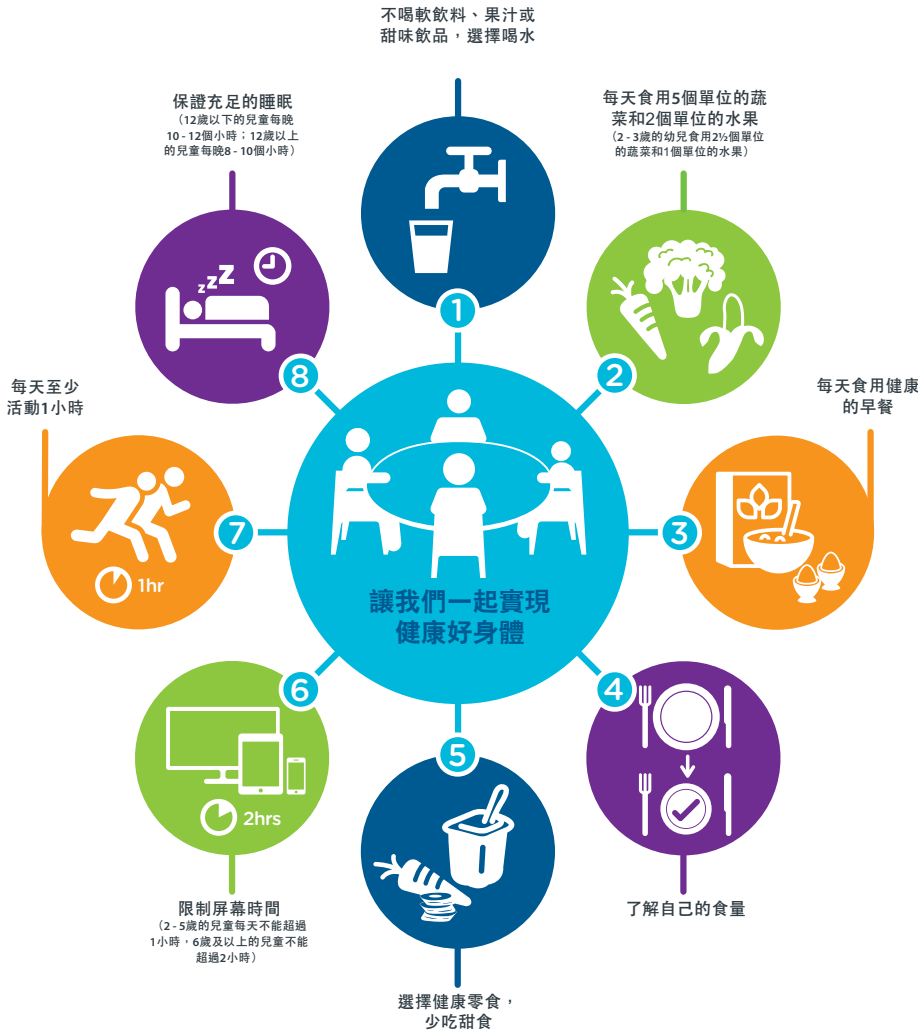 不喝軟飲料、果汁或
甜味飲品，選擇喝水
1
每天食用5個單位的蔬
菜和2個單位的水果
（2 - 3歲的幼兒食用2½個單位
的蔬菜和1個單位的水果）
2
每天食用健康
的早餐
3
4
了解自己的食量
5
選擇健康零食，
少吃甜食
6
2hrs
限制屏幕時間
（2 - 5歲的兒童每天不能超過
1小時，6歲及以上的兒童不能
超過2小時）
每天至少
活動1小時
7
1hr
保證充足的睡眠
（12歲以下的兒童每晚
10 - 12個小時；12歲以上
的兒童每晚8 - 10個小時）
zzZ
8
讓我們一起實現
健康好身體